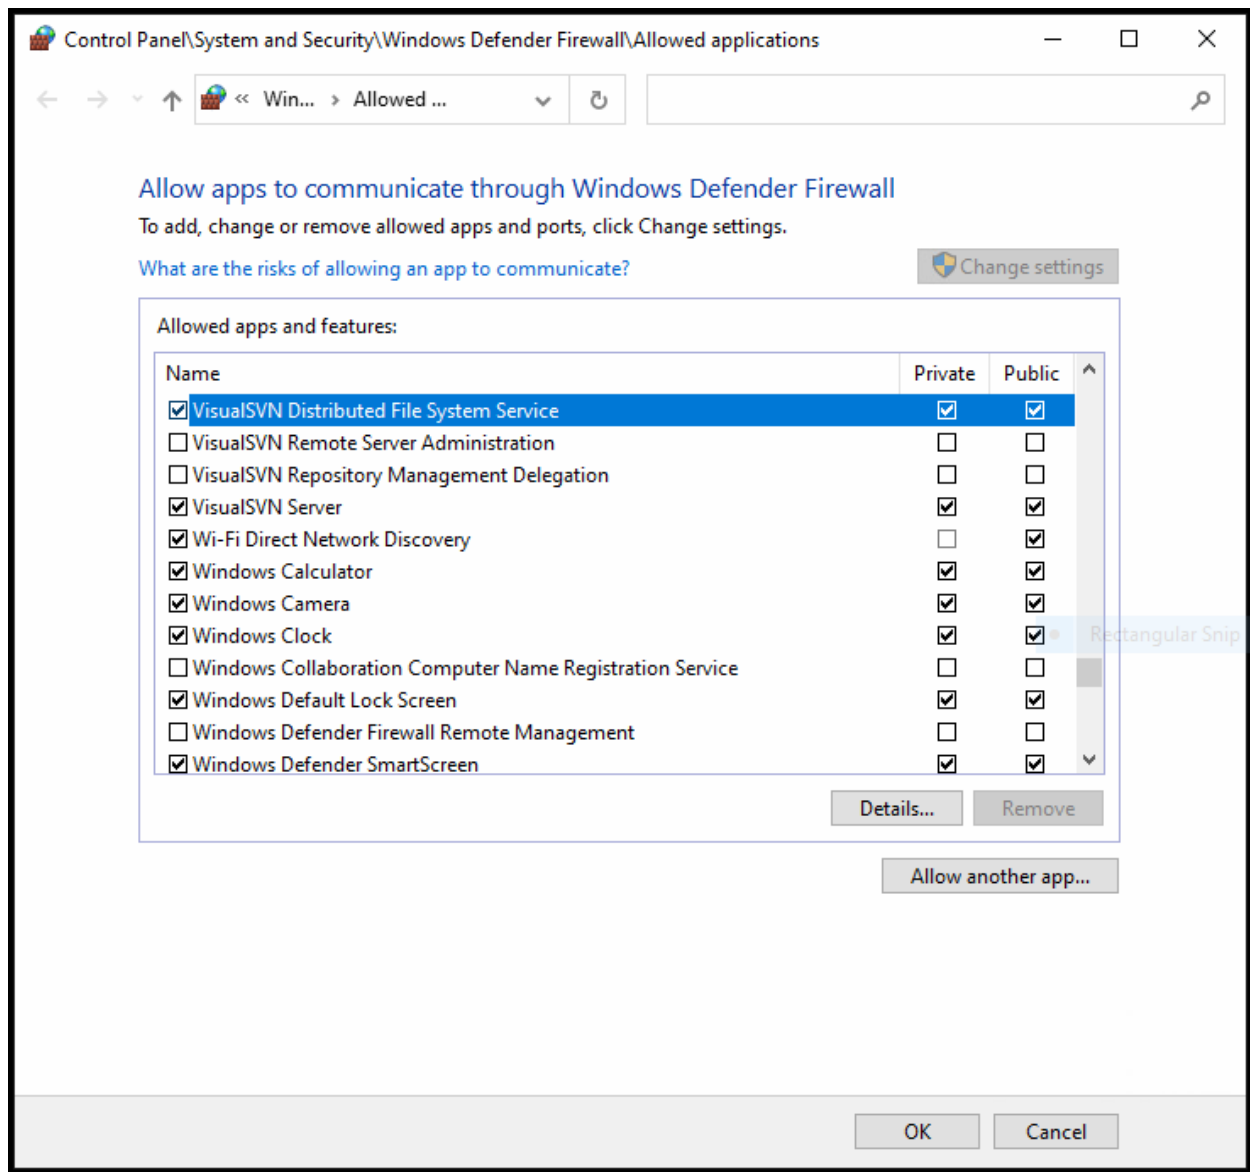 Control Panel\System and Security\Windows Defender Firewall\Allowed applications
« Win... › Allowed ...
Allow apps to communicate through Windows Defender Firewall
To add, change or remove allowed apps and ports, click Change settings.
What are the risks of allowing an app to communicate?
Change settings
Allowed apps and features:
Name Private Public
VisualSVN Distributed File System Service
VisualSVN Remote Server Administration
VisualSVN Repository Management Delegation
VisualSVN Server
Wi-Fi Direct Network Discovery
Windows Calculator
Windows Camera
Windows Clock
Rectangular Snip
Windows Collaboration Computer Name Registration Service
Windows Default Lock Screen
Windows Defender Firewall Remote Management
Windows Defender SmartScreen
Details... Remove
Allow another app...
OK Cancel